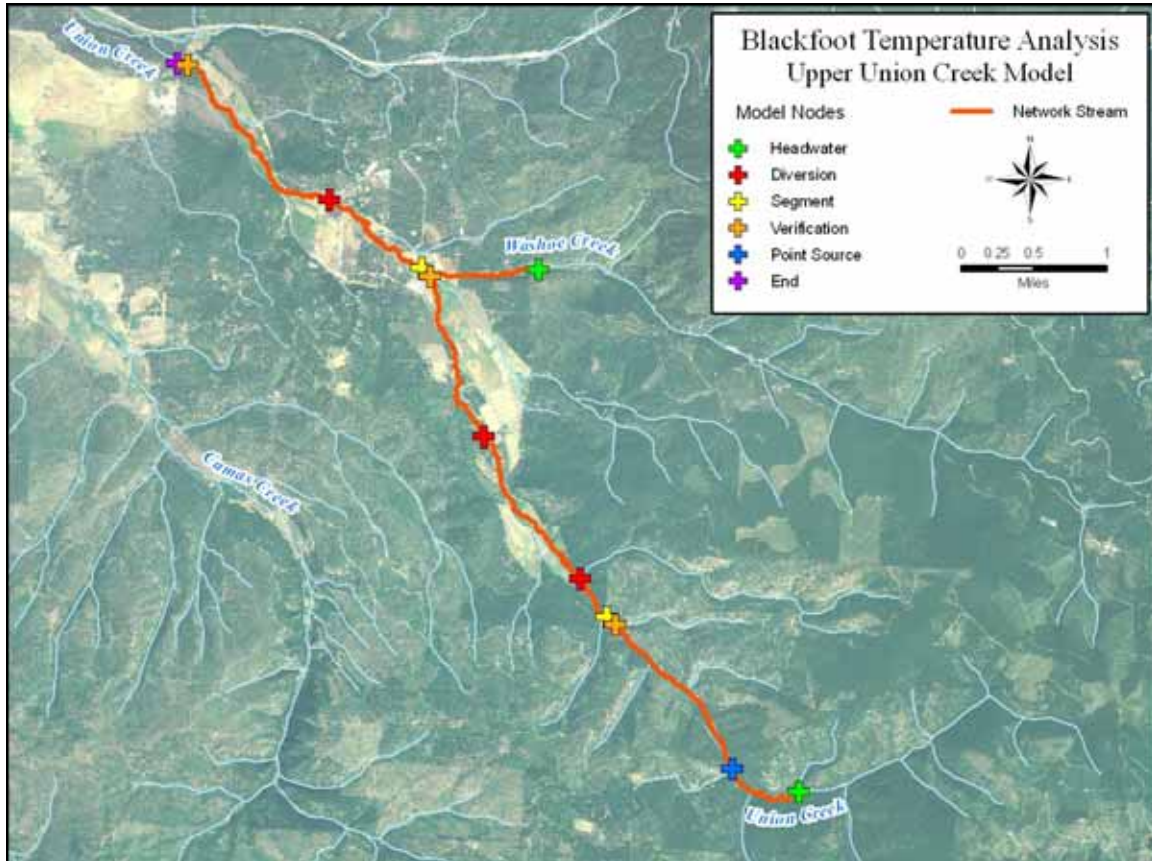 Union Creek
Blackfoot Temperature Analysis
Upper Union Creek Model
Model Nodes
Network Stream
Headwater
Diversion
Segment
Verification
Point Source
End
N
W
E
S
0 0.25 0.5 1
Miles
Washoe Creek
Camas Creek
Union Creek